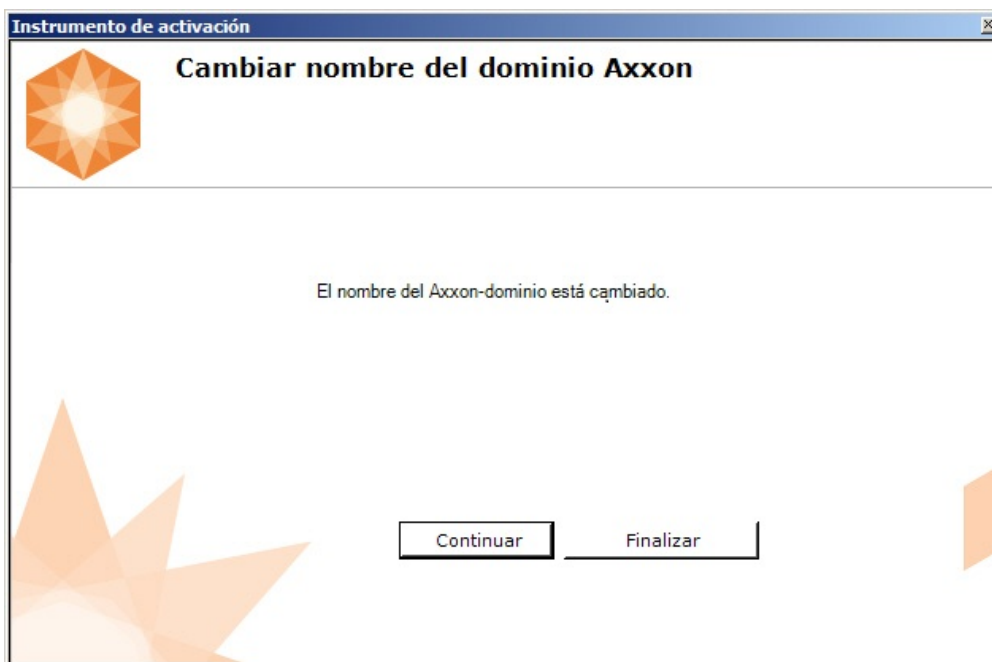 Instrumento de activación
Cambiar nombre del dominio Axxon
El nombre del Axxon-dominio está cambiado.
Continuar
Finalizar